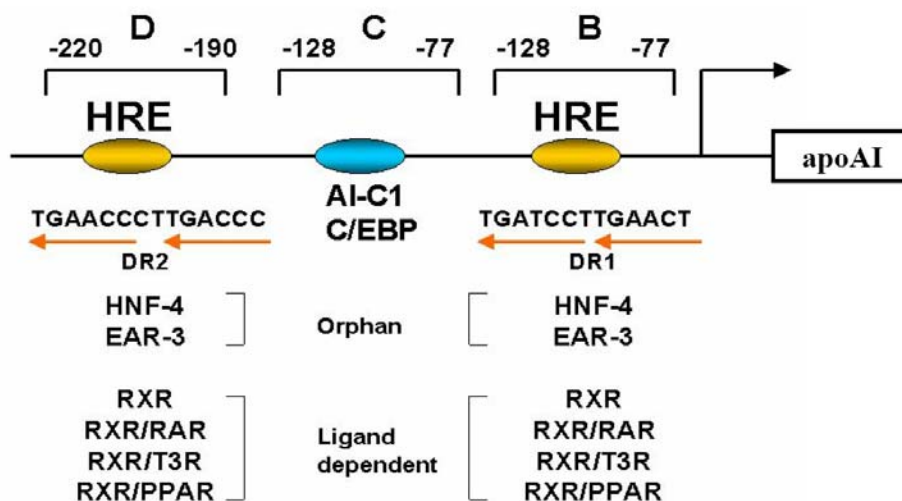 D C B
-220 -190 -128 -77 -128 -77
HRE HRE
apoAI
AI-C1
C/EBP
TGAACCCTTGACCC TGATCCTTGAACT
DR2 DR1
HNF-4 HNF-4
EAR-3 Orphan EAR-3
RXR RXR
RXR/RAR RXR/RAR
Ligand
RXR/T3R RXR/T3R
dependent
RXR/PPAR RXR/PPAR